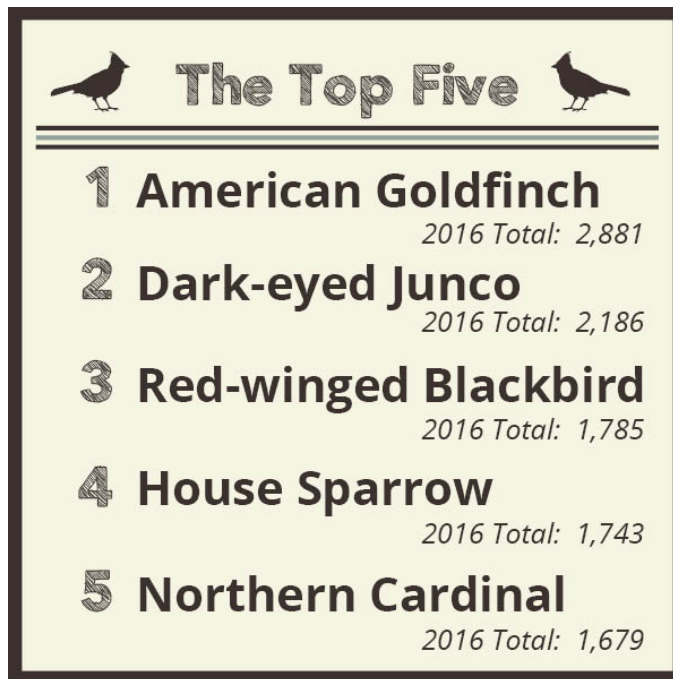 The Top Five
1 American Goldfinch
2016 Total: 2,881
2 Dark-eyed Junco
2016 Total: 2,186
3 Red-winged Blackbird
2016 Total: 1,785
4 House Sparrow
2016 Total: 1,743
5 Northern Cardinal
2016 Total: 1,679